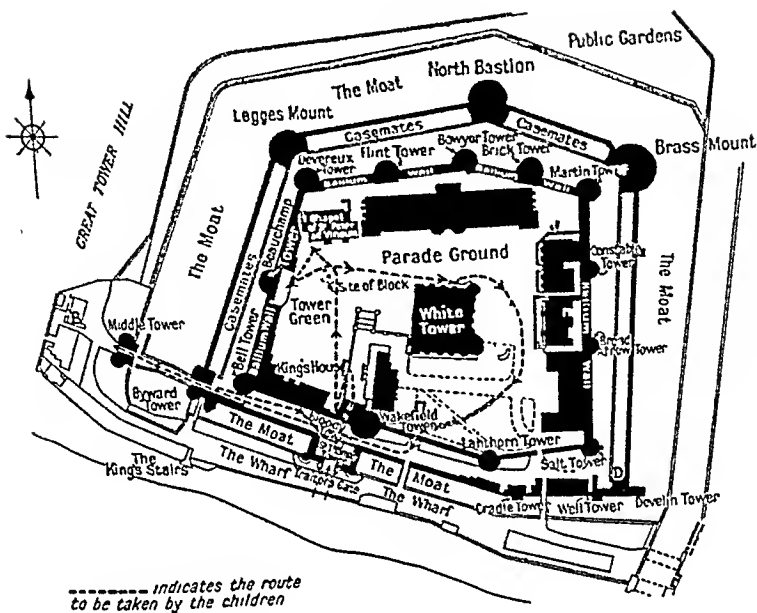 Public Gardens
North Bastion
The Moat
Legges Mount
Casemates
Casemates
Brass Mount
Bowyer Tower
Flint Tower
Brick Tower
Devereux
Tower
Ballium Wall
Ballium Wall
Martin Tow
GREAT TOWER HILL
The Moat
Beauchamp
Tower
Chapel
Parade Ground
Constable
Tower
The Moat
Site of Block
Tower
Green
White
Tower
Casemates
Ballium Wall
Ballium
Wall
Middle Tower
Bell Tower
King's House
Broad
Arrow Tower
Byward
Tower
Wakefield
Tower
The Moat
Lanthorn Tower
Salt Tower
The
King's Stairs
The Wharf
Traitors Gate
The Moat
The Wharf
Cradle Tower
Well Tower
Develin Tower
B
D
indicates the route
to be taken by the children